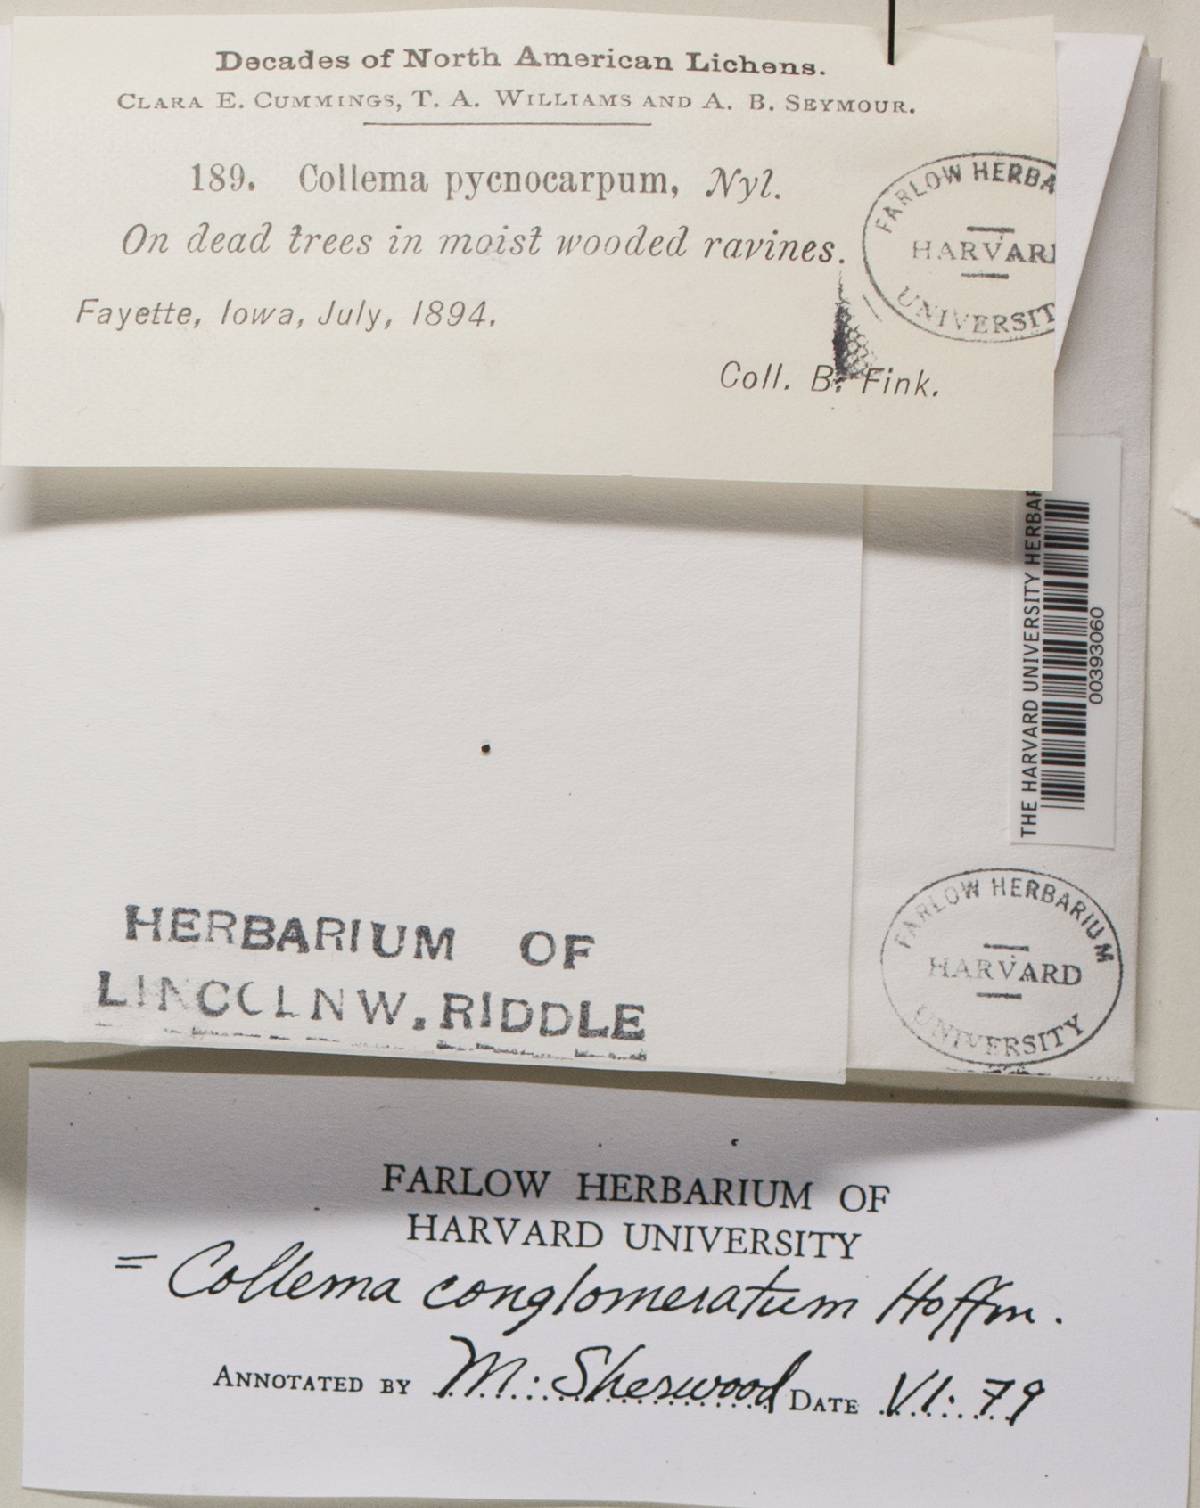 Decades of North American Lichens.
CLARA E. CUMMINGS, T. A. WILLIAMS AND A. B. SEYMOUR.
189. Collema pycnocarpum, Nyl.
On dead trees in moist wooded ravines.
Fayette, Iowa, July, 1894.
Coll. B. Fink.
FARLOW HERBA
HARVARD
UNIVERSIT
THE HARVARD UNIVERSITY HERBAR
00393060
HERBARIUM OF
LINCOLN W. RIDDLE
FARLOW HERBARIUM
HARVARD
UNIVERSITY
FARLOW HERBARIUM OF
HARVARD UNIVERSITY
= Collema conglomeratum Hoffm.
ANNOTATED BY M. Sherwood DATE VI. 79